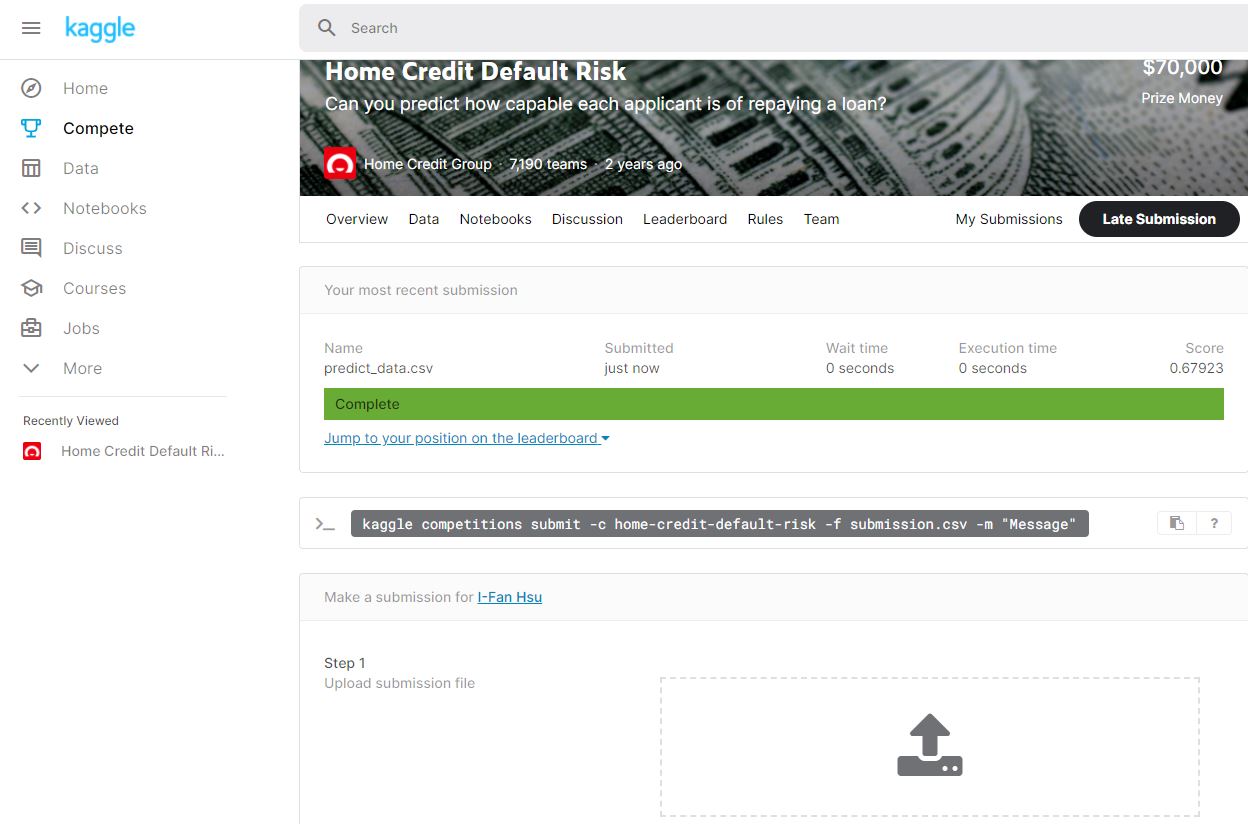 kaggle
Search
Home
Compete
Data
Notebooks
Discuss
Courses
Jobs
More
Recently Viewed
Home Credit Default Ri...
Home Credit Default Risk
$70,000
Can you predict how capable each applicant is of repaying a loan?
Prize Money
Home Credit Group · 7,190 teams · 2 years ago
Overview Data Notebooks Discussion Leaderboard Rules Team My Submissions Late Submission
Your most recent submission
Name Submitted Wait time Execution time Score
predict_data.csv just now 0 seconds 0 seconds 0.67923
Complete
Jump to your position on the leaderboard
>_ kaggle competitions submit -c home-credit-default-risk -f submission.csv -m "Message" ?
Make a submission for I-Fan Hsu
Step 1
Upload submission file